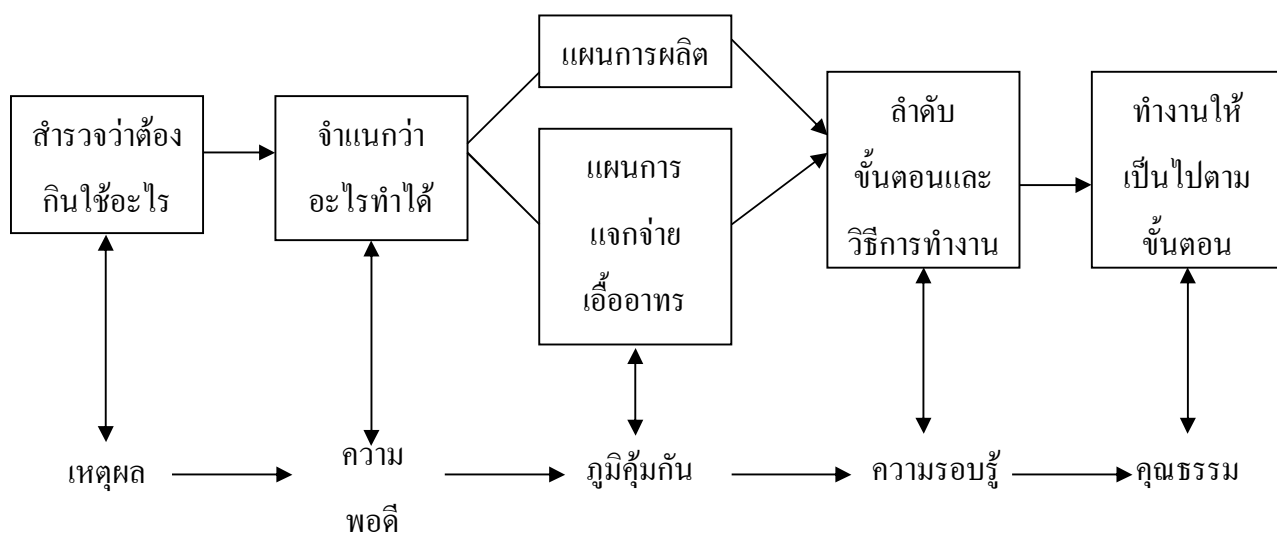 สำรวจว่าต้อง
กินใช้อะไร
จำแนกว่า
อะไรทำได้
แผนการผลิต
แผนการ
แจกจ่าย
เอื้ออาทร
ลำดับ
ขั้นตอนและ
วิธีการทำงาน
ทำงานให้
เป็นไปตาม
ขั้นตอน
เหตุผล
ความ
พอดี
ภูมิคุ้มกัน
ความรอบรู้
คุณธรรม